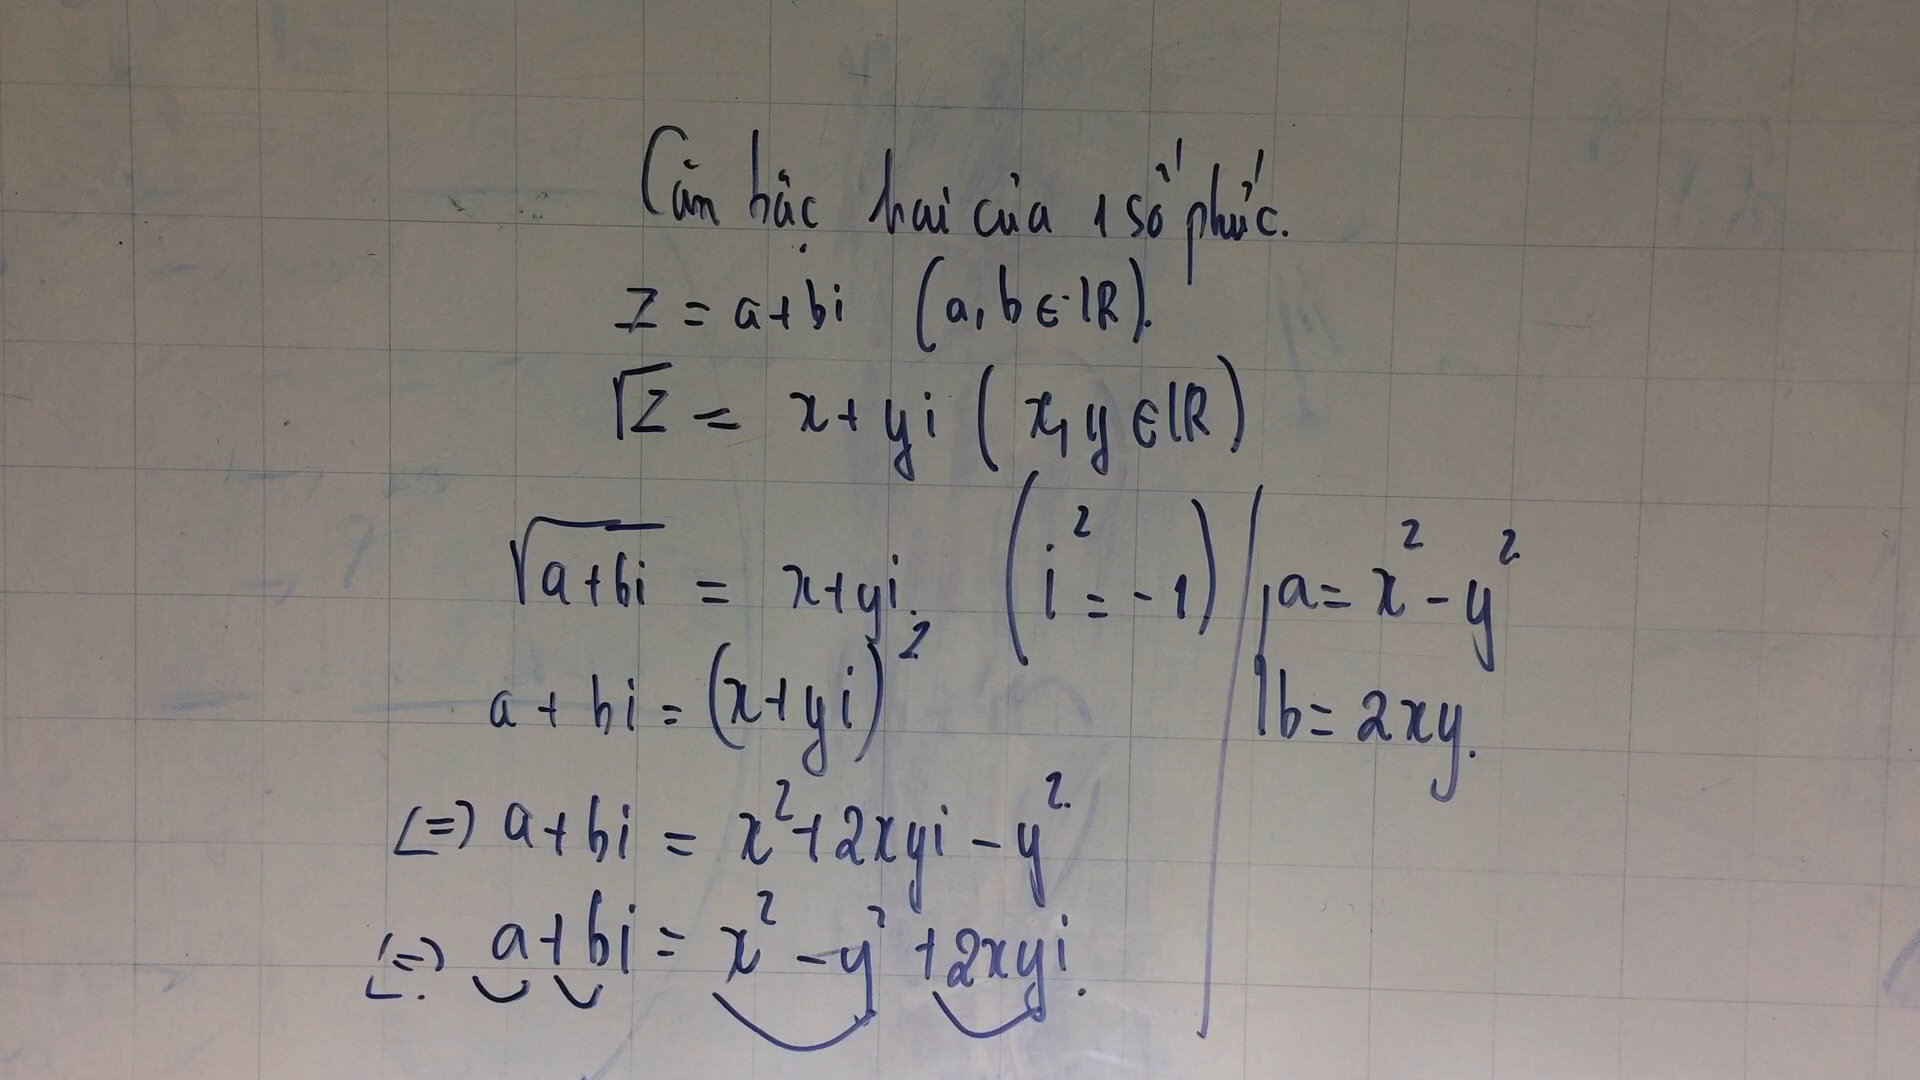 Căn bậc hai của 1 số phức.
z = a+bi (a, b ∈ ℝ).
√z = x+yi (x, y ∈ ℝ)
√(a+bi) = x+yi. (i² = -1)
a + bi = (x+yi)²
<=> a+bi = x²+2xyi - y².
<=> a+bi = x² - y² + 2xyi.
a = x² - y²
b = 2xy.